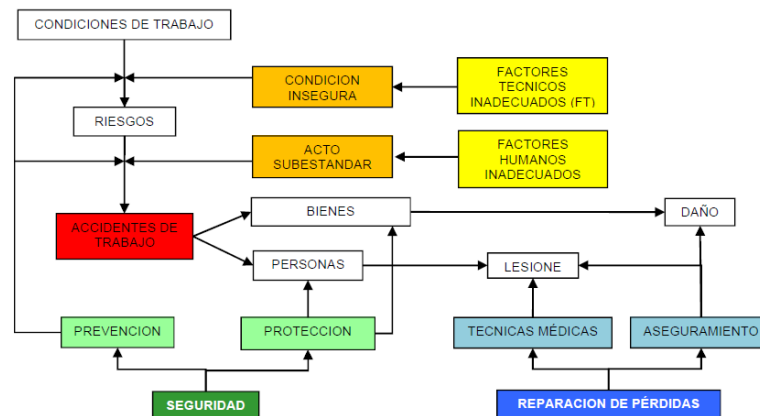 CONDICIONES DE TRABAJO
CONDICION
INSEGURA
FACTORES
TECNICOS
INADECUADOS (FT)
RIESGOS
ACTO
SUBESTANDAR
FACTORES
HUMANOS
INADECUADOS
ACCIDENTES DE
TRABAJO
BIENES
DAÑO
PERSONAS
LESIONE
PREVENCION
PROTECCION
TECNICAS MÉDICAS
ASEGURAMIENTO
SEGURIDAD
REPARACION DE PÉRDIDAS